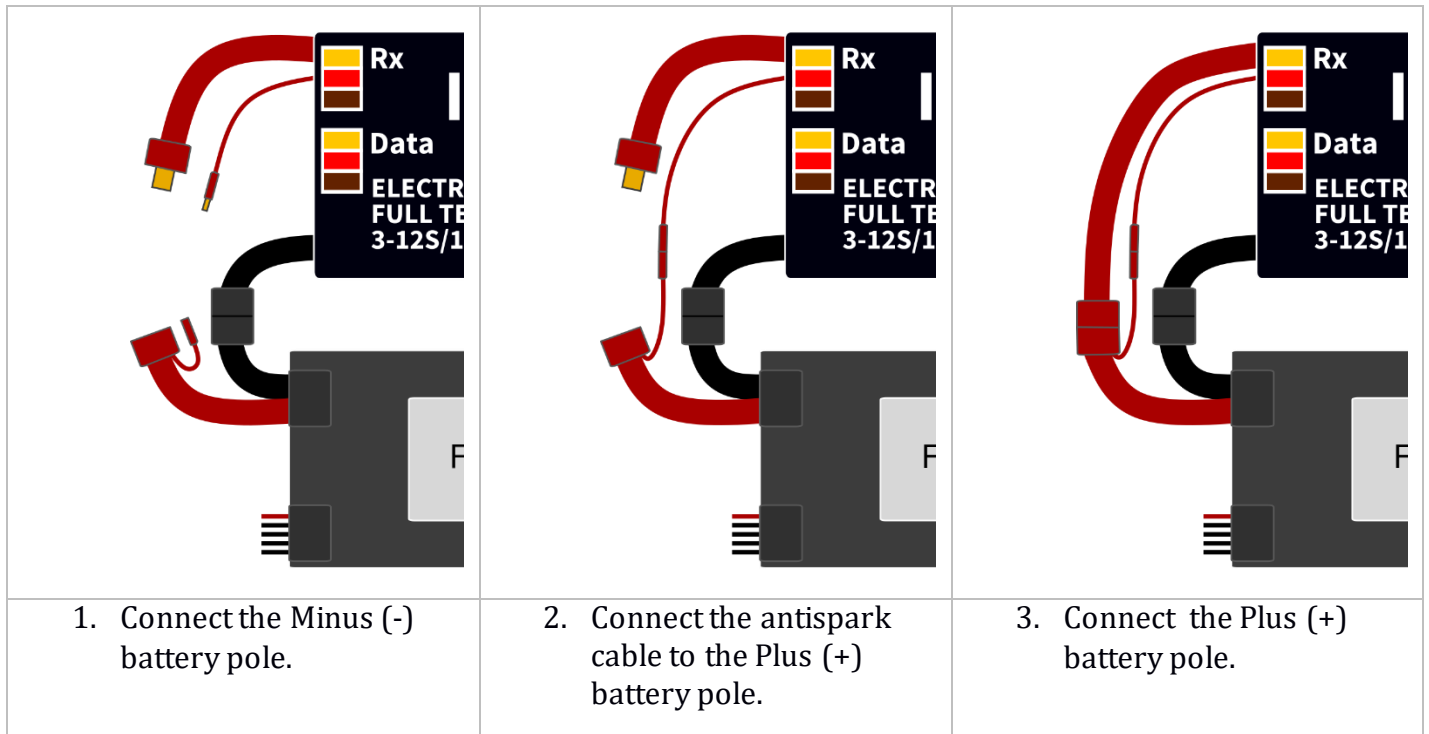 Rx
Data
ELECTR
FULL TE
3-12S/1
F
Rx
Data
ELECTR
FULL TE
3-12S/1
F
Rx
Data
ELECTR
FULL TE
3-12S/1
F
1. Connect the Minus (-)
battery pole.
2. Connect the antispark
cable to the Plus (+)
battery pole.
3. Connect the Plus (+)
battery pole.